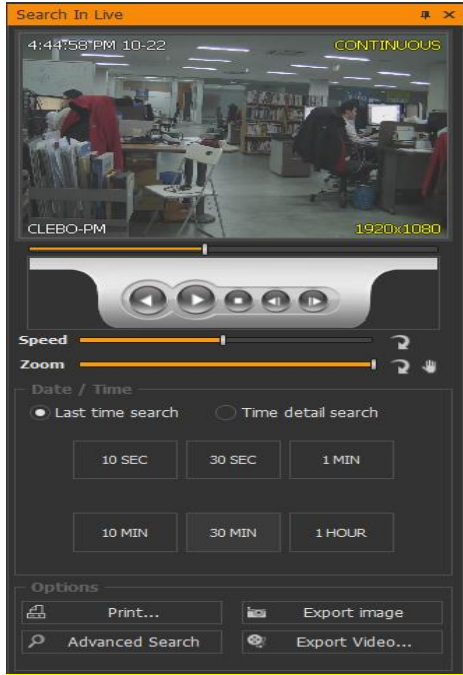 Search In Live
4:44:58 PM 10-22 CONTINUOUS
CLEBO-PM 1920x1080
Speed
Zoom
Date / Time
Last time search Time detail search
10 SEC 30 SEC 1 MIN
10 MIN 30 MIN 1 HOUR
Options
Print... Export image
Advanced Search Export Video...